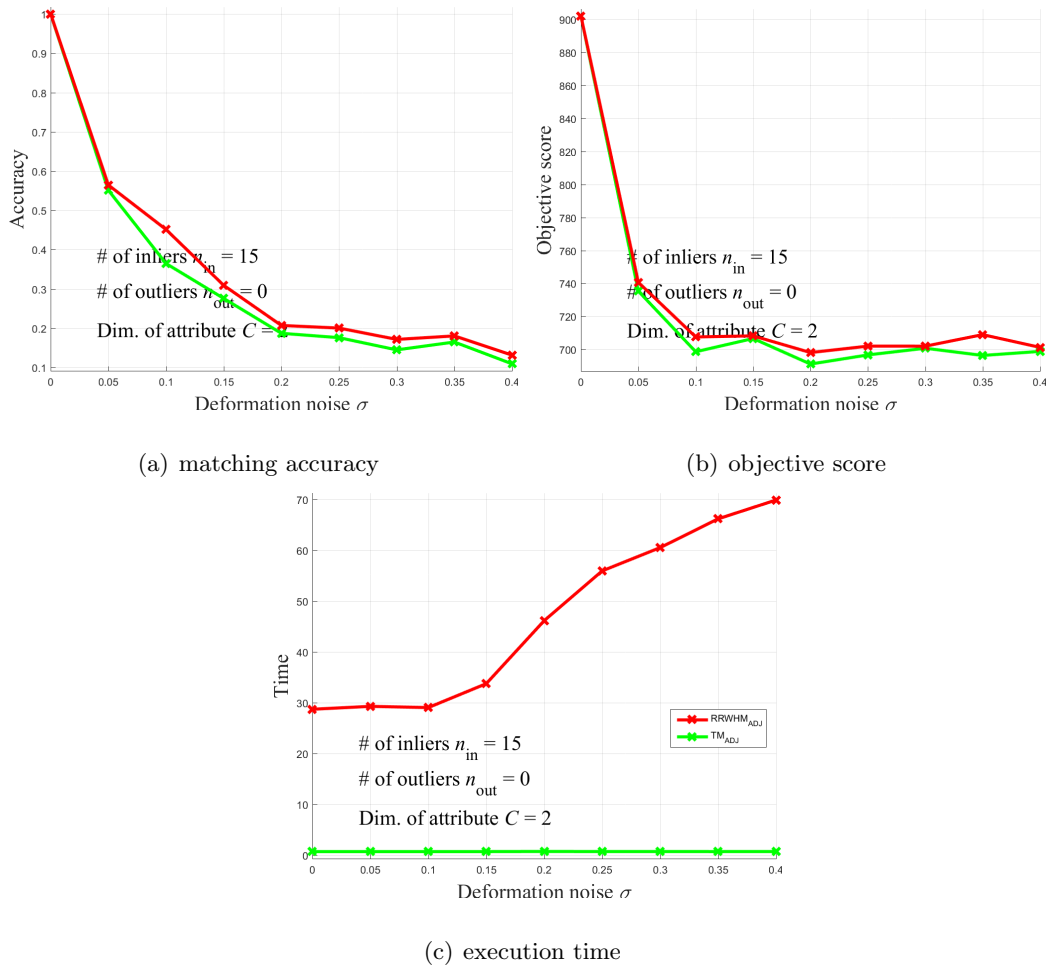 1
0.9
0.8
0.7
0.6
0.5
0.4
0.3
0.2
0.1
Accuracy
# of inliers n_in = 15
# of outliers n_out = 0
Dim. of attribute C =
0 0.05 0.1 0.15 0.2 0.25 0.3 0.35 0.4
Deformation noise σ
(a) matching accuracy
900
880
860
840
820
800
780
760
740
720
700
Objective score
# of inliers n_in = 15
# of outliers n_out = 0
Dim. of attribute C = 2
0 0.05 0.1 0.15 0.2 0.25 0.3 0.35 0.4
Deformation noise σ
(b) objective score
70
60
50
40
30
20
10
0
Time
RRWHM_ADJ
TM_ADJ
# of inliers n_in = 15
# of outliers n_out = 0
Dim. of attribute C = 2
0 0.05 0.1 0.15 0.2 0.25 0.3 0.35 0.4
Deformation noise σ
(c) execution time